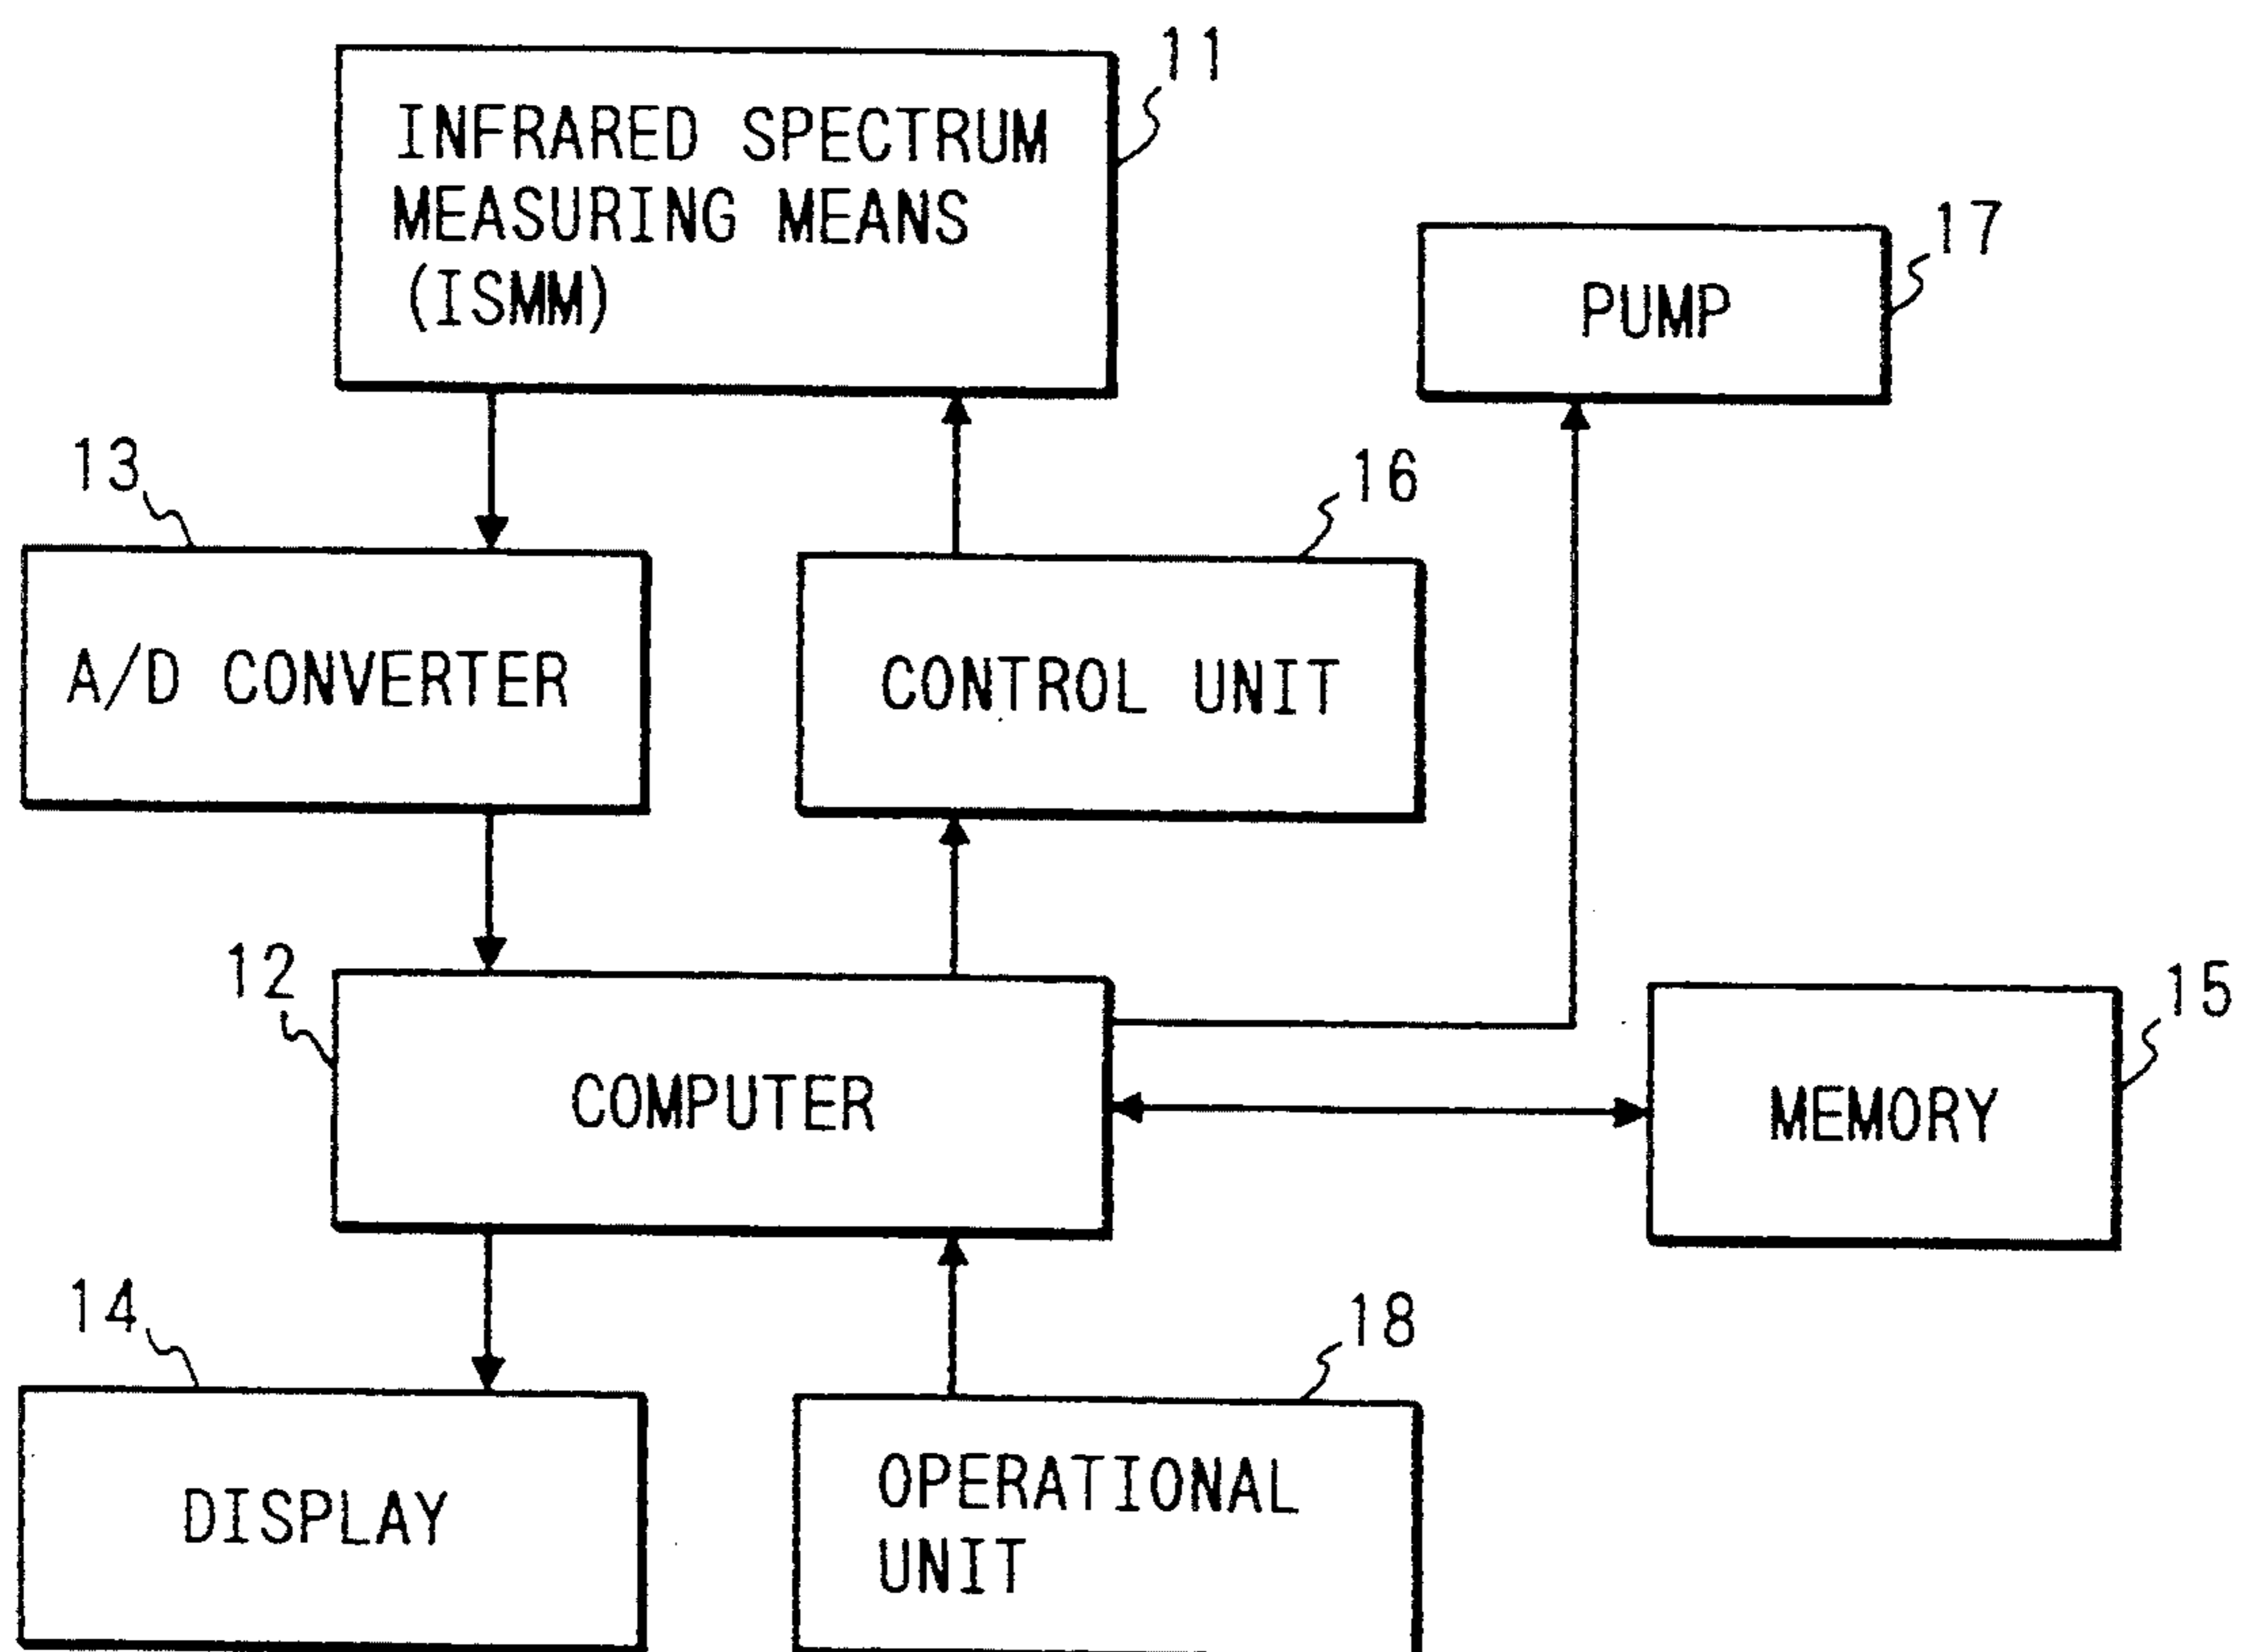 11
INFRARED SPECTRUM
MEASURING MEANS
(ISMM)
17
PUMP
13
16
A/D CONVERTER
CONTROL UNIT
12
15
COMPUTER
MEMORY
14
18
DISPLAY
OPERATIONAL
UNIT